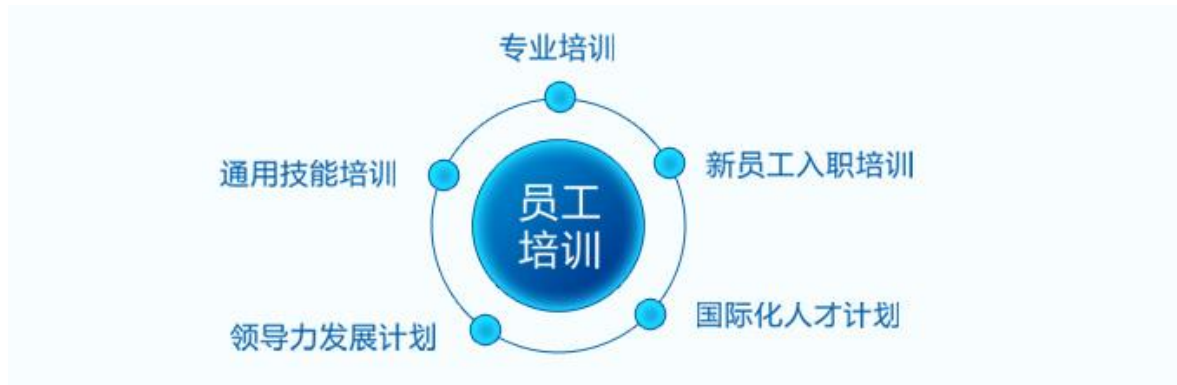 专业培训
通用技能培训
新员工入职培训
员工
培训
国际化人才计划
领导力发展计划